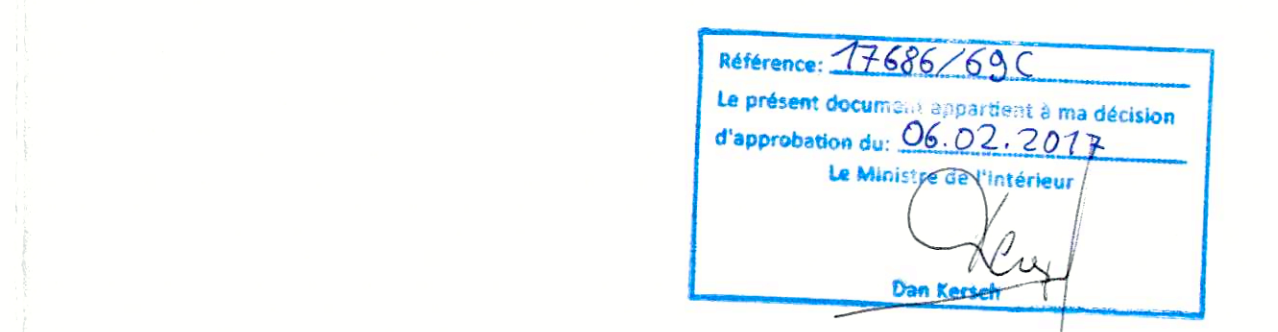 Référence: 17686/69C
Le présent document appartient à ma décision
d'approbation du: 06.02.2017
Le Ministre de l'Intérieur
Dan Kersch